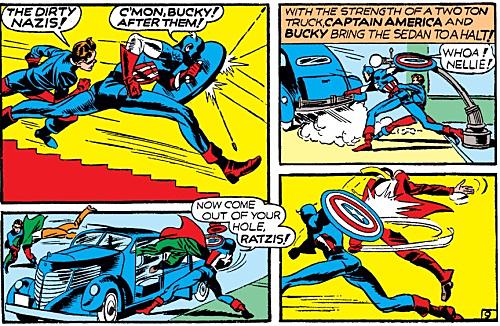 THE DIRTY
NAZIS!
C'MON, BUCKY!
AFTER THEM!
WITH THE STRENGTH OF A TWO TON
TRUCK, CAPTAIN AMERICA AND
BUCKY BRING THE SEDAN TO A HALT!
WHOA!
NELLIE!
NOW COME
OUT OF YOUR
HOLE,
RATZIS!
9